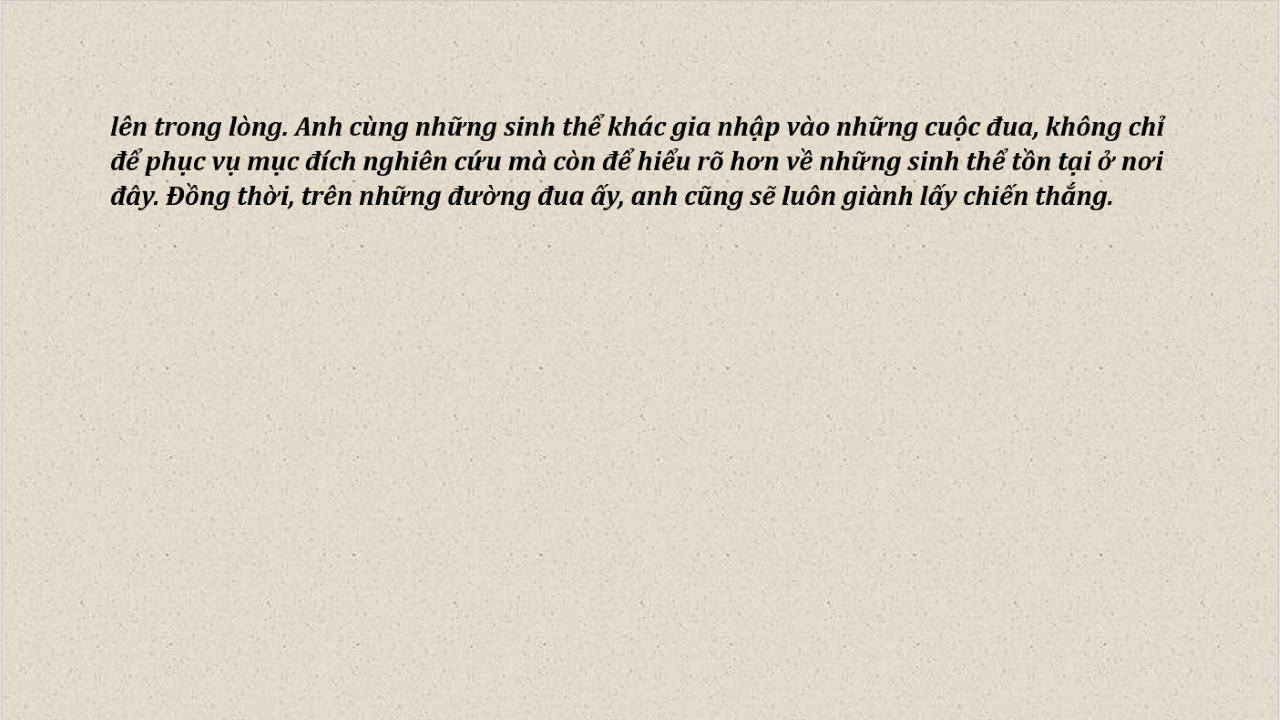 lên trong lòng. Anh cùng những sinh thể khác gia nhập vào những cuộc đua, không chỉ
để phục vụ mục đích nghiên cứu mà còn để hiểu rõ hơn về những sinh thể tồn tại ở nơi
đây. Đồng thời, trên những đường đua ấy, anh cũng sẽ luôn giành lấy chiến thắng.